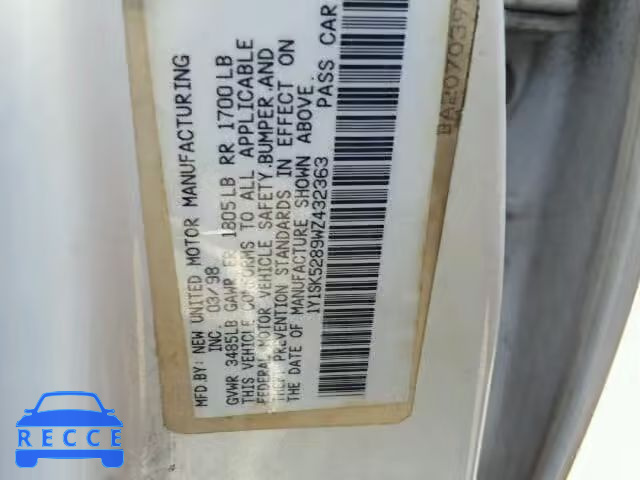 MFD BY: NEW UNITED MOTOR MANUFACTURING
INC. 03/98
GVWR 3485LB GAWR FR 1805LB RR 1700LB
THIS VEHICLE CONFORMS TO ALL APPLICABLE
FEDERAL MOTOR VEHICLE SAFETY,BUMPER,AND
THEFT PREVENTION STANDARDS IN EFFECT ON
THE DATE OF MANUFACTURE SHOWN ABOVE.
1Y1SK5289WZ432363 PASS CAR
RECCE